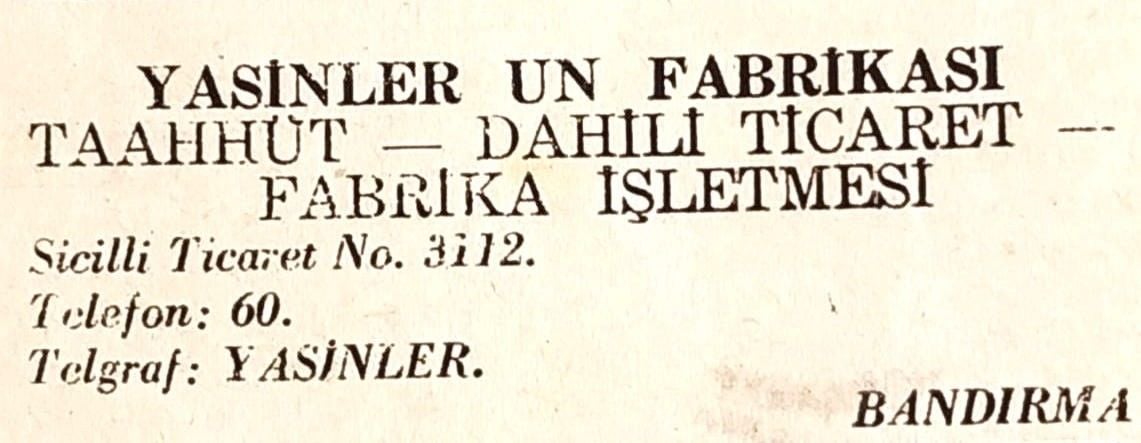 YASİNLER UN FABRİKASI
TAAHHÜT — DAHİLİ TİCARET —
FABRİKA İŞLETMESİ
Sicilli Ticaret No. 3112.
Telefon: 60.
Telgraf: YASİNLER.
BANDIRMA